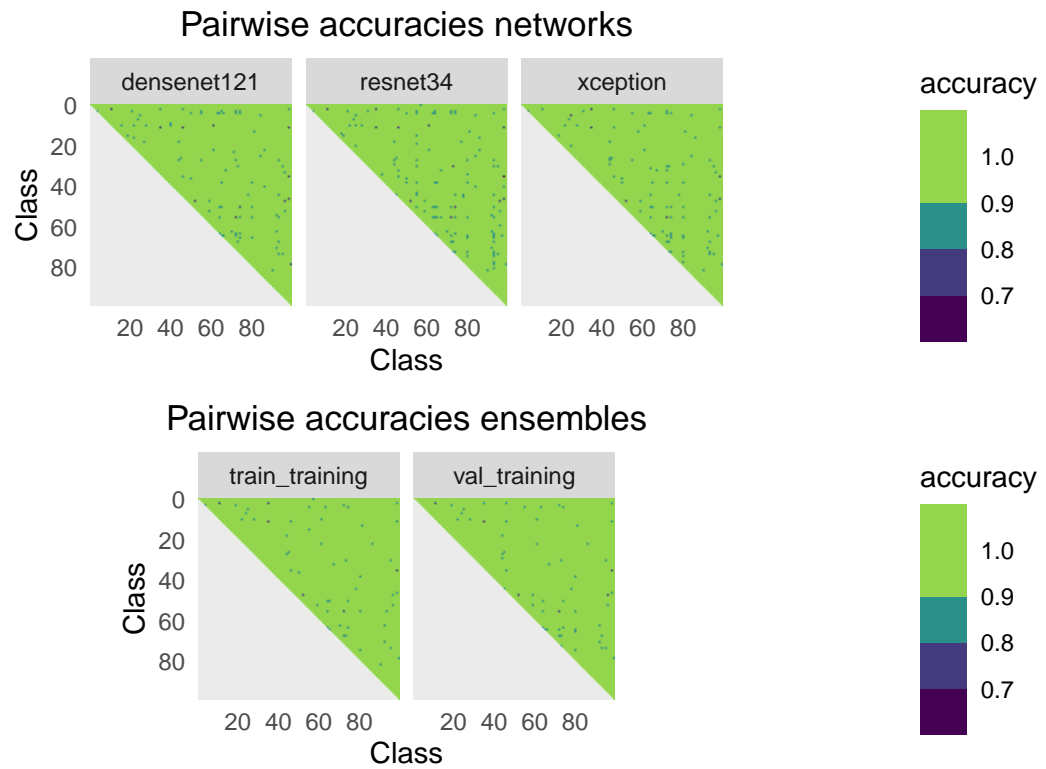 Pairwise accuracies networks
densenet121 resnet34 xception
accuracy
0
20
40
60
80
Class
1.0
0.9
0.8
0.7
20 40 60 80 20 40 60 80 20 40 60 80
Class
Pairwise accuracies ensembles
train_training val_training
accuracy
0
20
40
60
80
Class
1.0
0.9
0.8
0.7
20 40 60 80 20 40 60 80
Class